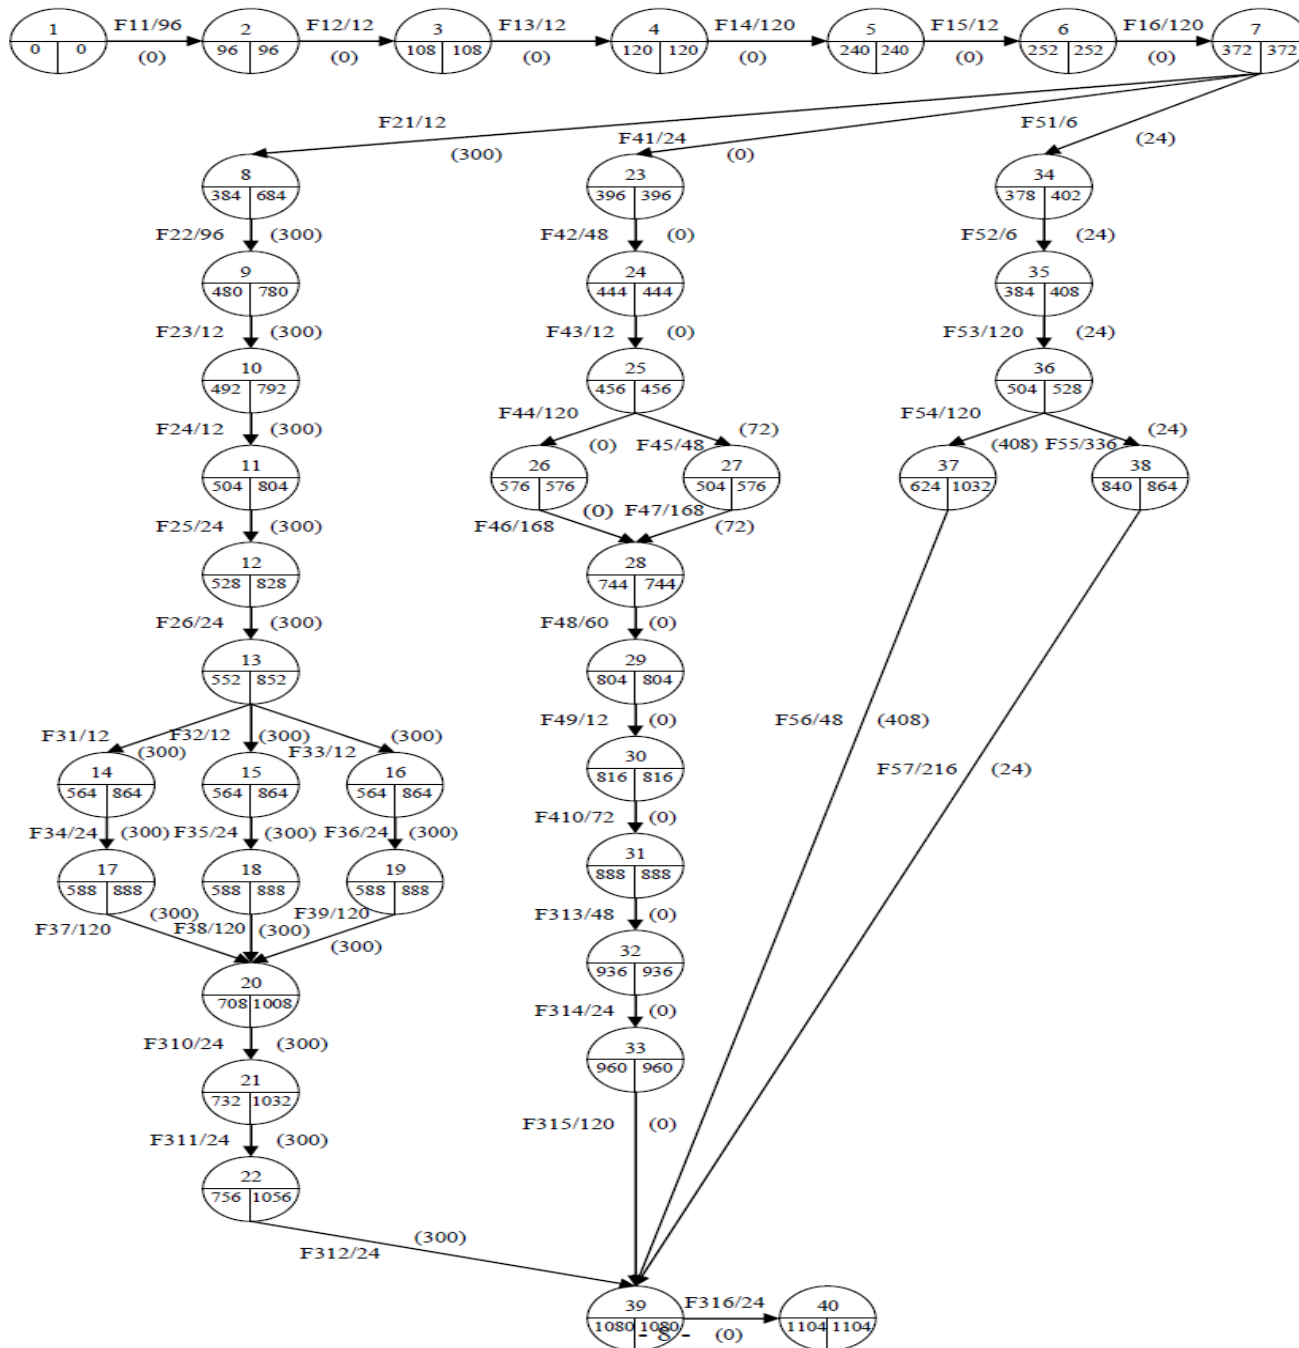 1 F11/96 2 F12/12 3 F13/12 4 F14/120 5 F15/12 6 F16/120 7
0 0 (0) 96 96 (0) 108 108 (0) 120 120 (0) 240 240 (0) 252 252 (0) 372 372
F21/12 F41/24 F51/6
(300) (0) (24)
8 23 34
384 684 396 396 378 402
F22/96 (300) F42/48 (0) F52/6 (24)
9 24 35
480 780 444 444 384 408
F23/12 (300) F43/12 (0) F53/120 (24)
10 25 36
492 792 456 456 504 528
F24/12 (300) F44/120 (0) F45/48 (72) F54/120 (408) F55/336 (24)
11 26 27 37 38
504 804 576 576 504 576 624 1032 840 864
F25/24 (300) F46/168 (0) F47/168 (72)
12 28
528 828 744 744
F26/24 (300) F48/60 (0)
13 29
552 852 804 804
F31/12 (300) F32/12 (300) F33/12 (300) F49/12 (0) F56/48 (408)
14 15 16 30 F57/216 (24)
564 864 564 864 564 864 816 816
F34/24 (300) F35/24 (300) F36/24 (300) F410/72 (0)
17 18 19 31
588 888 588 888 588 888 888 888
F37/120 (300) F38/120 (300) F39/120 (300) F313/48 (0)
20 32
708 1008 936 936
F310/24 (300) F314/24 (0)
21 33
732 1032 960 960
F311/24 (300) F315/120 (0)
22
756 1056
F312/24 (300)
39 F316/24 40
1080 1080 (0) 1104 1104
- 8 -